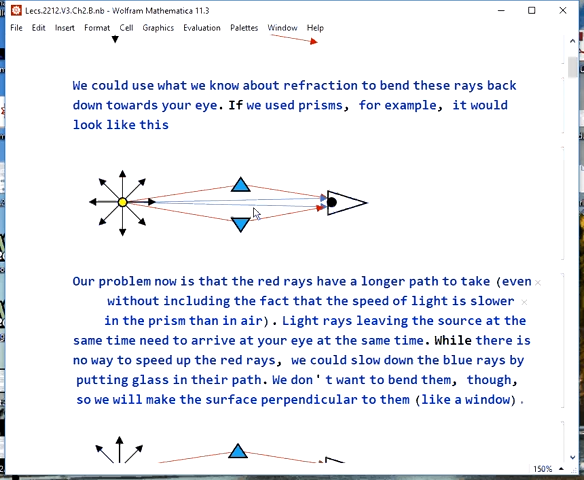 Lecs.2212.V3.Ch2.B.nb - Wolfram Mathematica 11.3
File Edit Insert Format Cell Graphics Evaluation Palettes Window Help
We could use what we know about refraction to bend these rays back
down towards your eye. If we used prisms, for example, it would
look like this
Our problem now is that the red rays have a longer path to take (even
without including the fact that the speed of light is slower
in the prism than in air). Light rays leaving the source at the
same time need to arrive at your eye at the same time. While there is
no way to speed up the red rays, we could slow down the blue rays by
putting glass in their path. We don't want to bend them, though,
so we will make the surface perpendicular to them (like a window).
150%